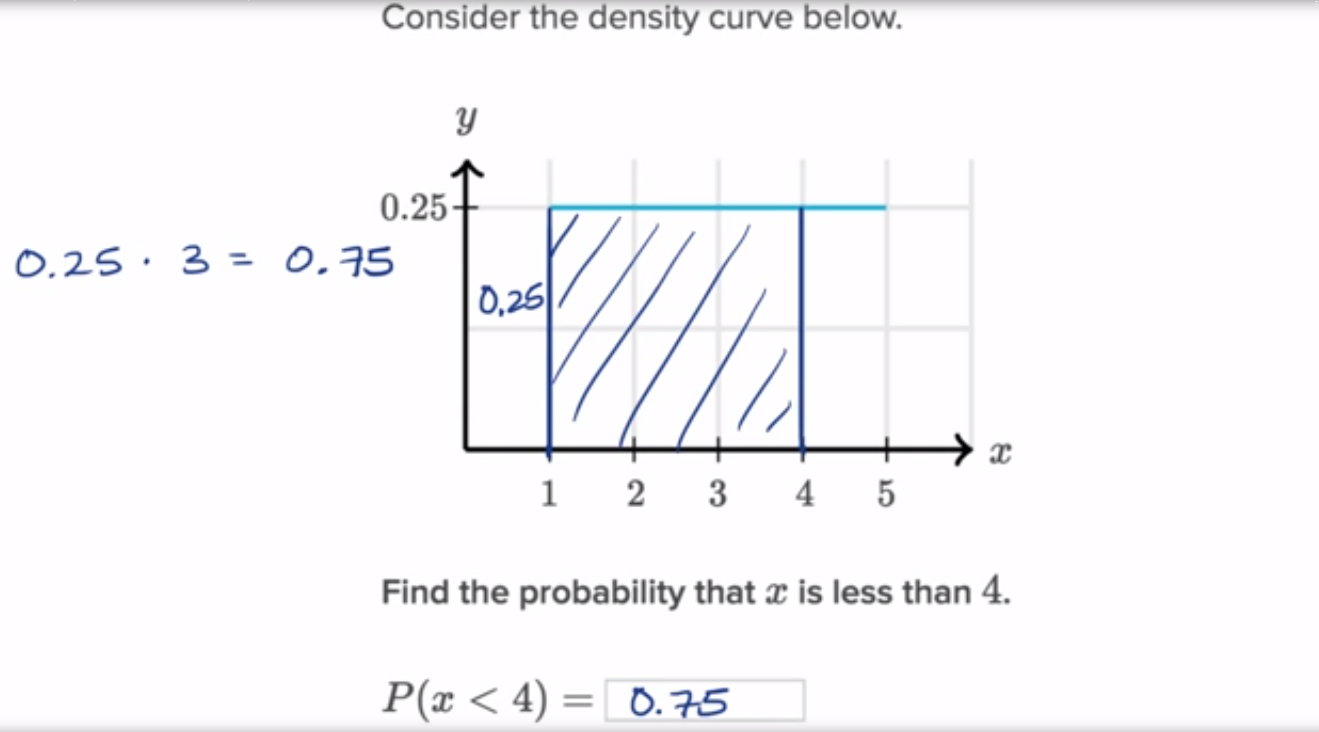 Consider the density curve below.
y
0.25
0.25 · 3 = 0.75
0.25
x
1 2 3 4 5
Find the probability that x is less than 4.
P(x < 4) = 0.75